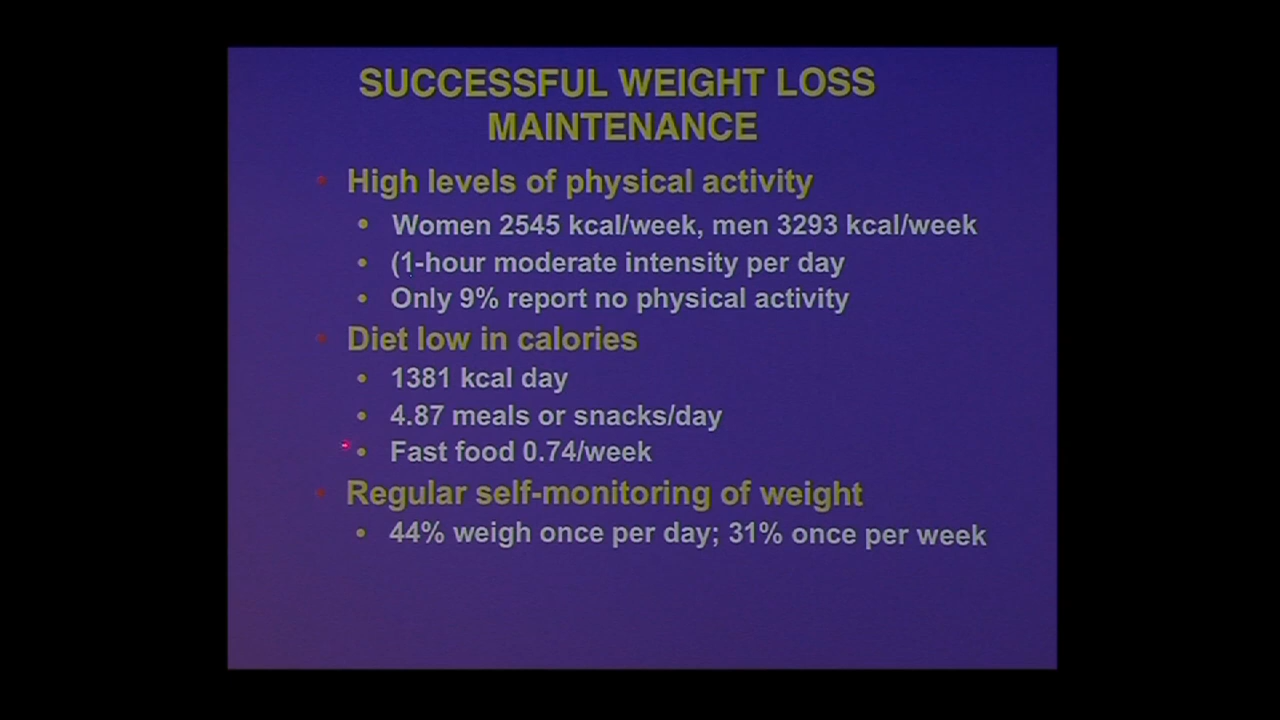 SUCCESSFUL WEIGHT LOSS
MAINTENANCE
• High levels of physical activity
• Women 2545 kcal/week, men 3293 kcal/week
• (1-hour moderate intensity per day
• Only 9% report no physical activity
• Diet low in calories
• 1381 kcal day
• 4.87 meals or snacks/day
• Fast food 0.74/week
• Regular self-monitoring of weight
• 44% weigh once per day; 31% once per week